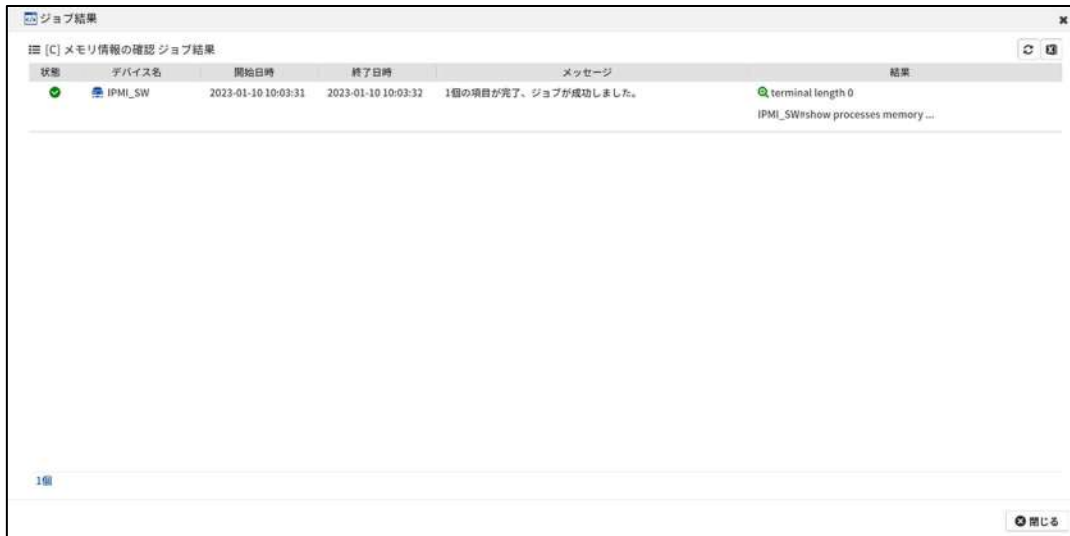 ジョブ結果
[C] メモリ情報の確認 ジョブ結果
状態 デバイス名 開始日時 終了日時 メッセージ 結果
IPMI_SW 2023-01-10 10:03:31 2023-01-10 10:03:32 1個の項目が完了、ジョブが成功しました。 terminal length 0
IPMI_SW#show processes memory ...
1個
閉じる